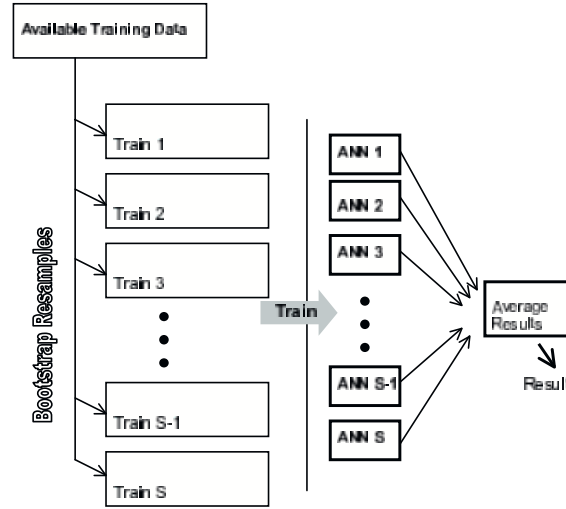 Available Training Data
Bootstrap Resamples
Train 1
Train 2
Train 3
Train S-1
Train S
Train
ANN 1
ANN 2
ANN 3
ANN S-1
ANN S
Average
Results
Result